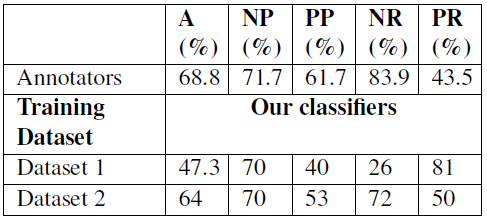 A NP PP NR PR
(%) (%) (%) (%) (%)
Annotators 68.8 71.7 61.7 83.9 43.5
Training Our classifiers
Dataset
Dataset 1 47.3 70 40 26 81
Dataset 2 64 70 53 72 50